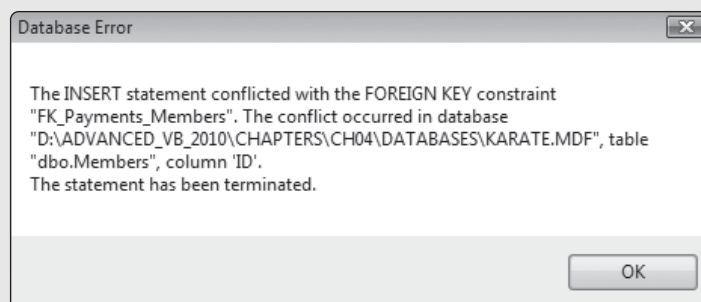 Database Error
The INSERT statement conflicted with the FOREIGN KEY constraint
"FK_Payments_Members". The conflict occurred in database
"D:\ADVANCED_VB_2010\CHAPTERS\CH04\DATABASES\KARATE.MDF", table
"dbo.Members", column 'ID'.
The statement has been terminated.
OK